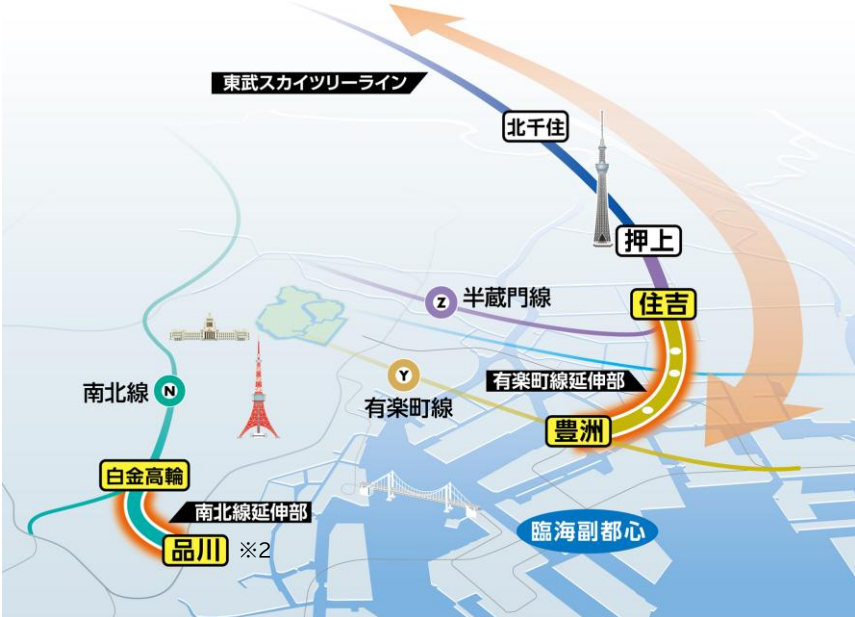 東武スカイツリーライン
北千住
押上
住吉
Z 半蔵門線
有楽町線延伸部
Y
有楽町線
豊洲
南北線 N
白金高輪
南北線延伸部
品川 ※2
臨海副都心